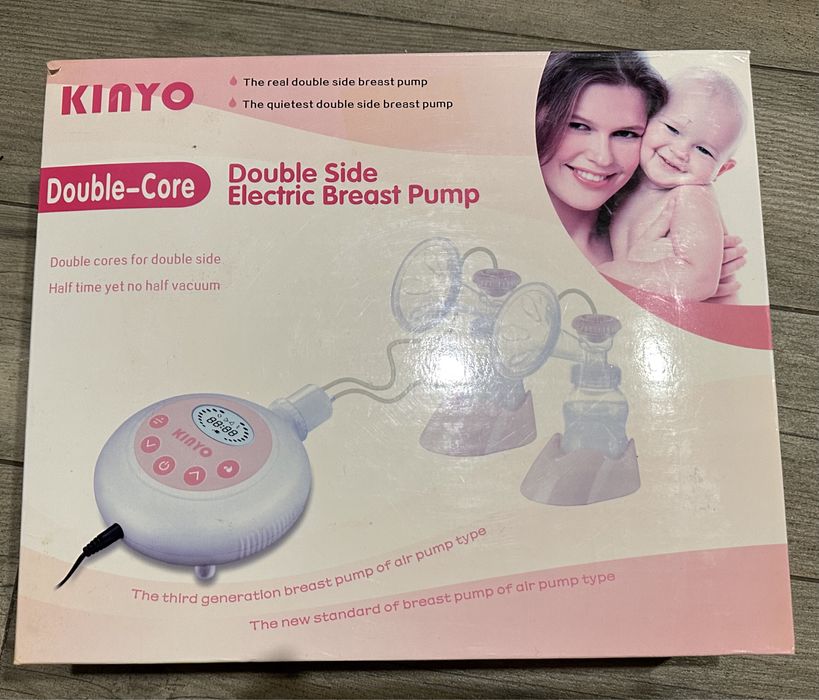 KINYO
The real double side breast pump
The quietest double side breast pump
Double-Core
Double Side
Electric Breast Pump
Double cores for double side
Half time yet no half vacuum
88:88
KINYO
The third generation breast pump of air pump type
The new standard of breast pump of air pump type